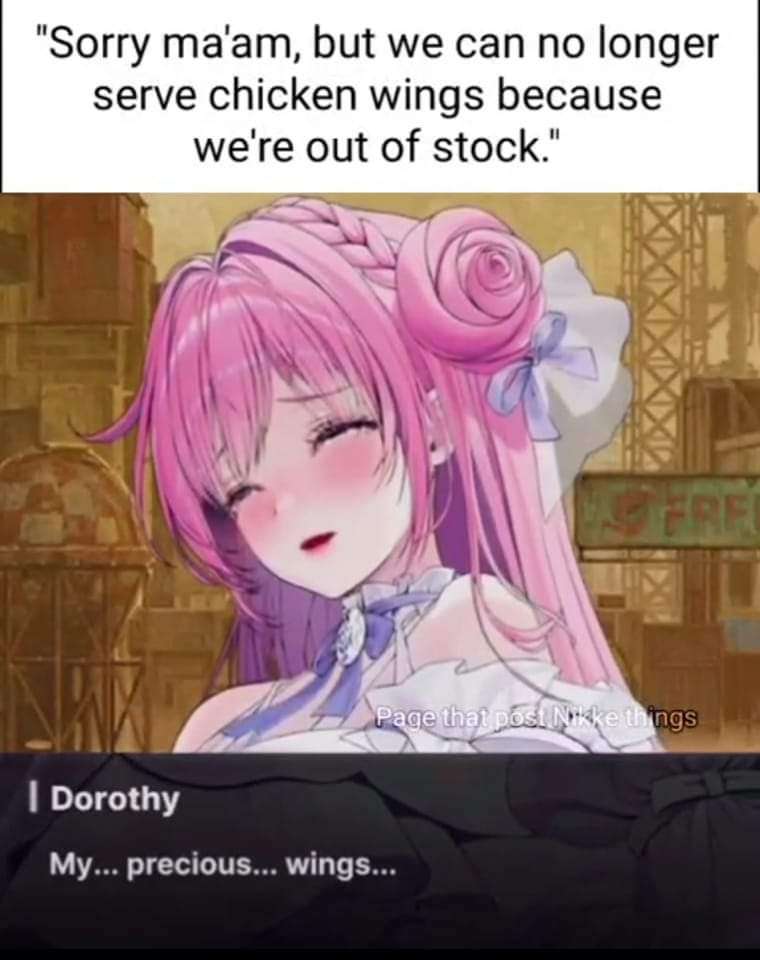 "Sorry ma'am, but we can no longer
serve chicken wings because
we're out of stock."
FRE
Page that post Nikke things
Dorothy
My... precious... wings...